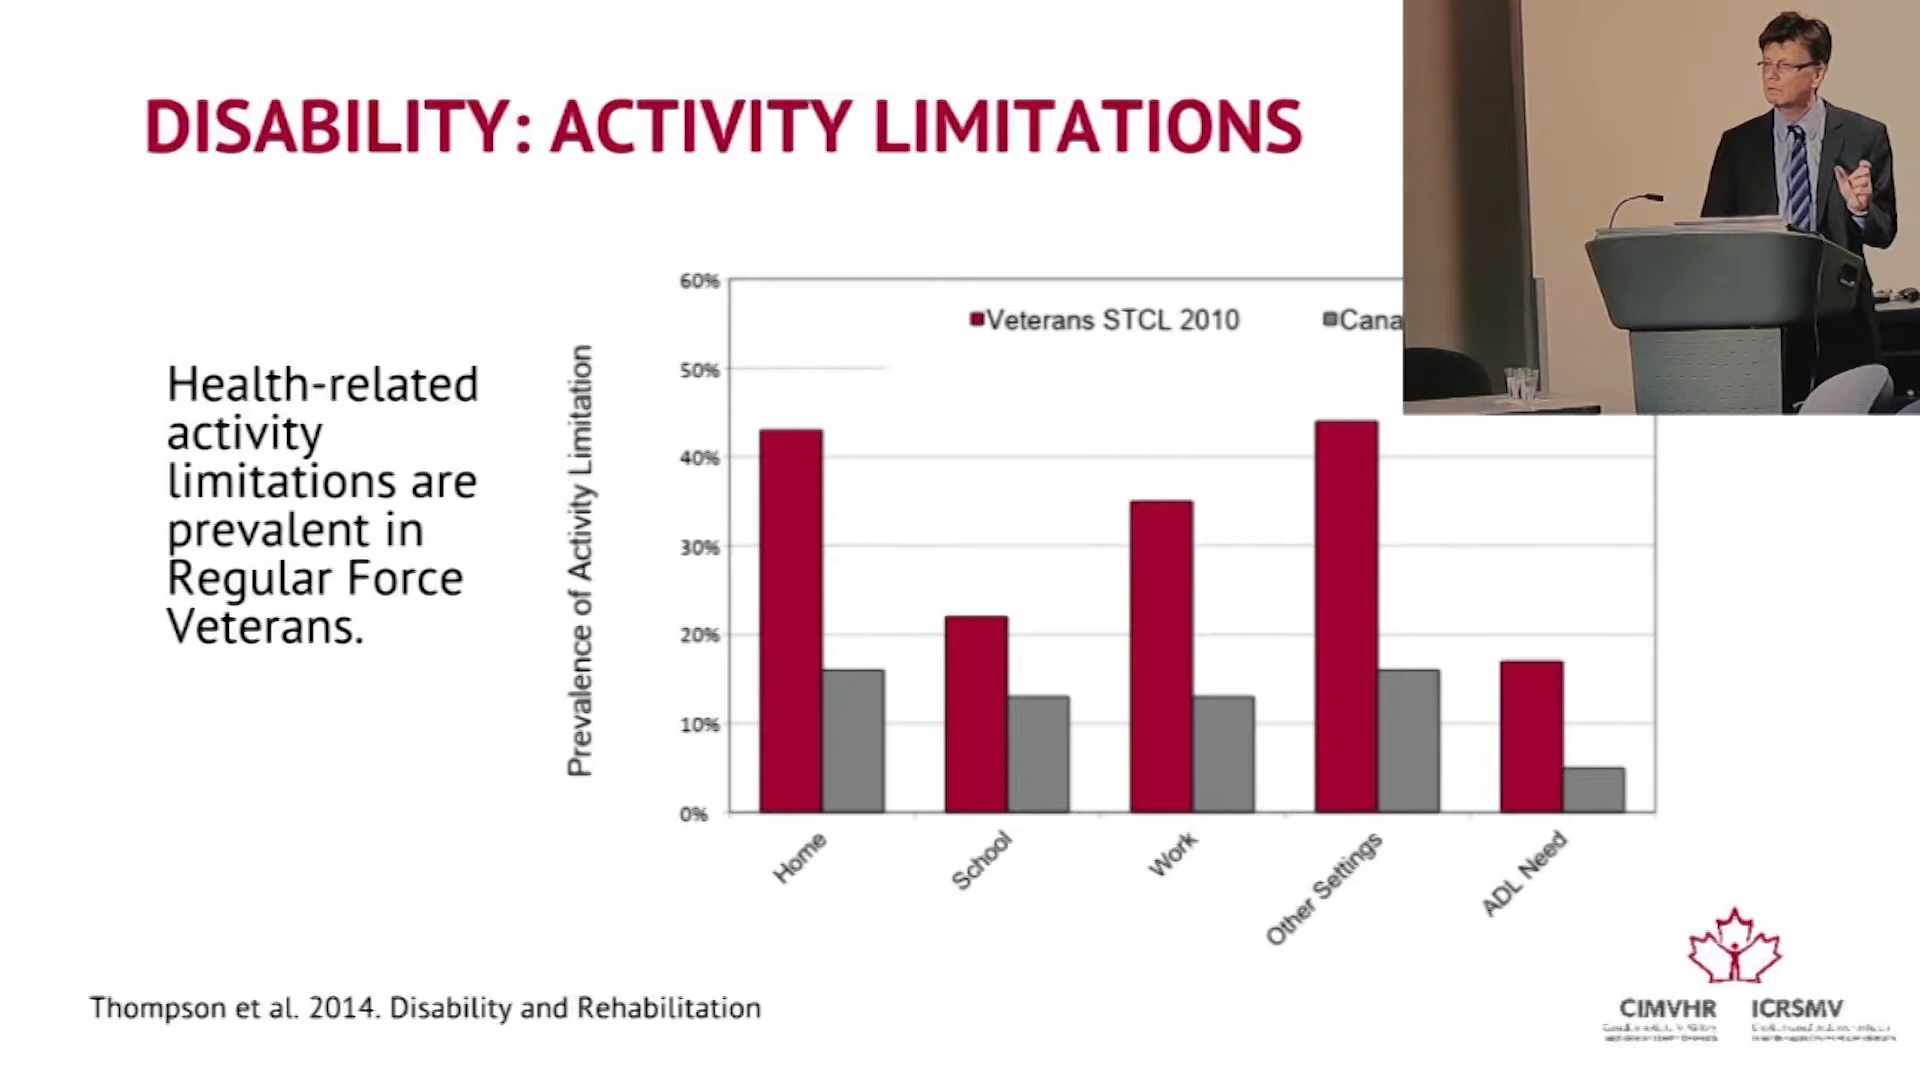 DISABILITY: ACTIVITY LIMITATIONS
Health-related
activity
limitations are
prevalent in
Regular Force
Veterans.
Prevalence of Activity Limitation
60%
50%
40%
30%
20%
10%
0%
Veterans STCL 2010
Cana
Home
School
Work
Other Settings
ADL Need
Thompson et al. 2014. Disability and Rehabilitation
CIMVHR
ICRSMV